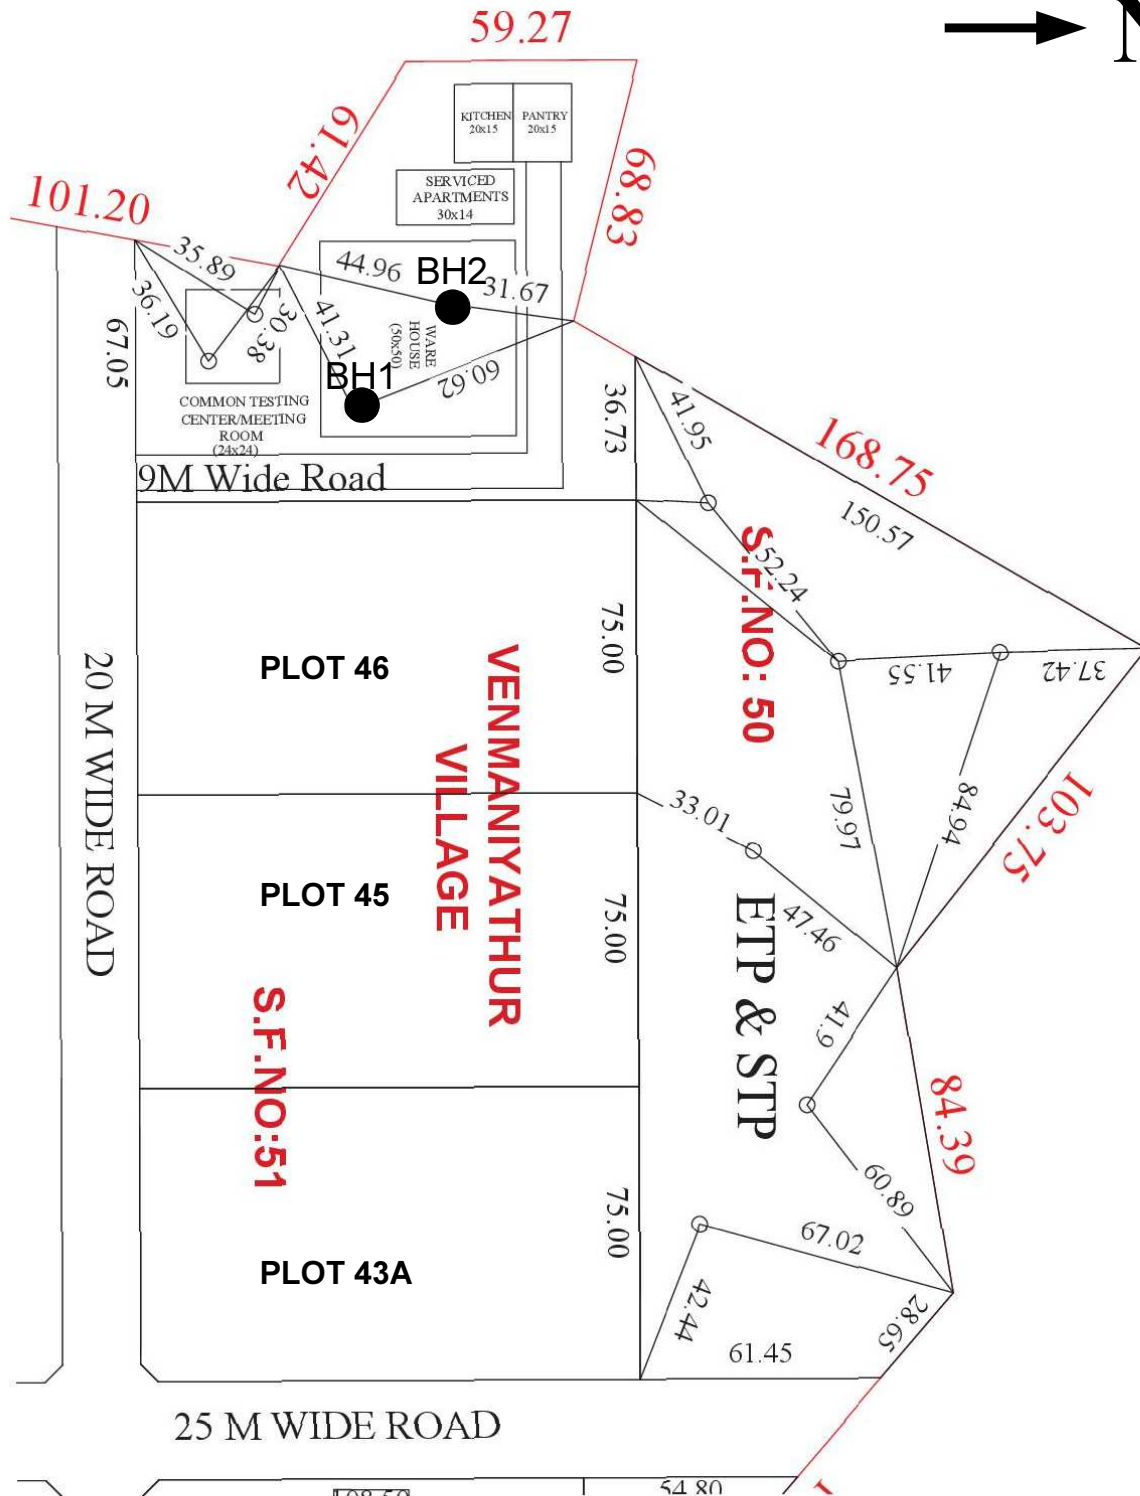 N
59.27
61.42
KITCHEN
20x15
PANTRY
20x15
68.83
SERVICED
APARTMENTS
30x14
101.20
35.89
36.19
30.38
67.05
44.96
BH2
31.67
41.31
WARE
HOUSE
(50x50)
BH1
60.62
COMMON TESTING
CENTER/MEETING
ROOM
(24x24)
9M Wide Road
36.73
41.95
168.75
150.57
S.F.NO: 50
52.24
41.55
37.42
PLOT 46
75.00
VENMANIYATHUR
VILLAGE
20 M WIDE ROAD
33.01
79.97
84.94
103.75
PLOT 45
75.00
47.46
ETP & STP
41.9
S.F.NO:51
84.39
60.89
PLOT 43A
75.00
67.02
42.44
28.65
61.45
25 M WIDE ROAD
108.50
54.80